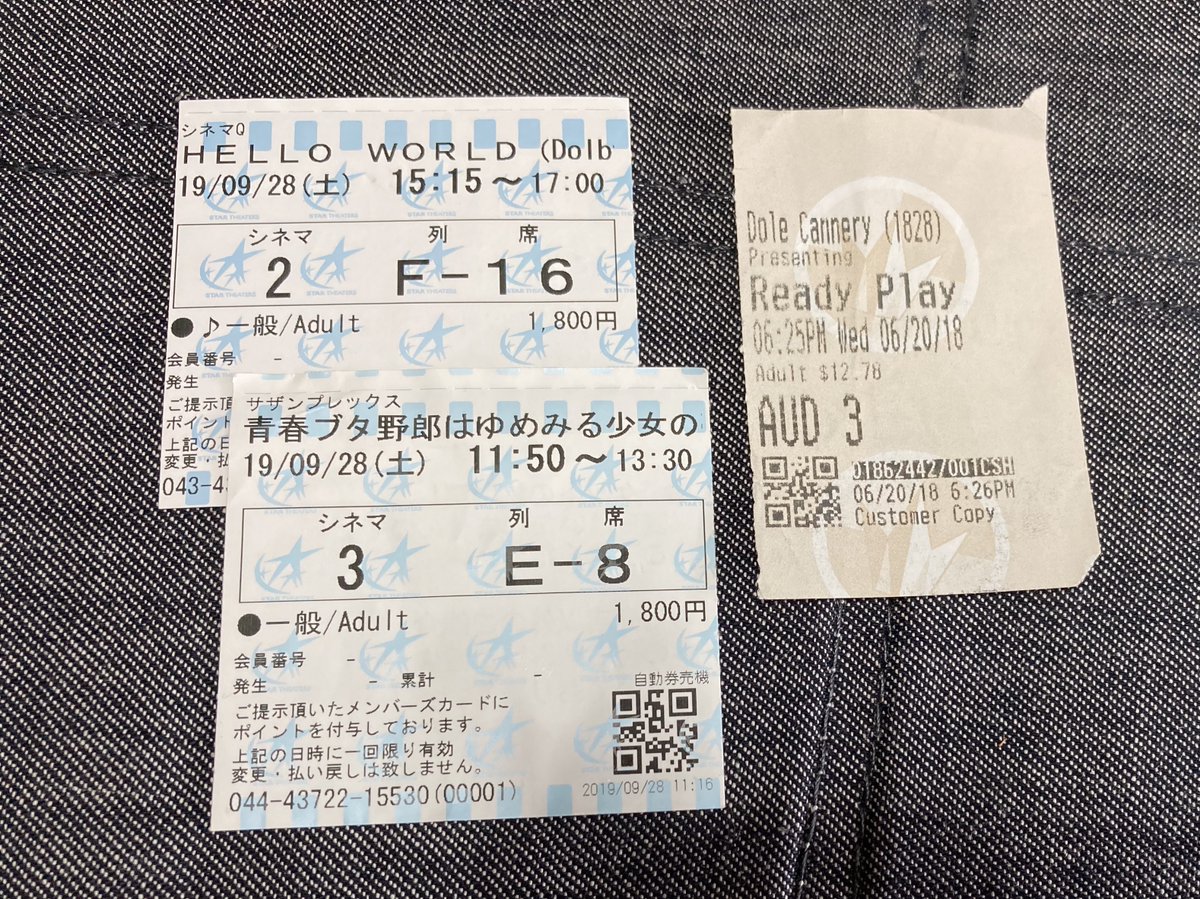 シネマQ
HELLO WORLD (Dolb
19/09/28(土) 15:15～17:00
シネマ 列 席
2 F-16
●♪一般/Adult 1,800円
会員番号 -
発生
ご提示頂
ポイント
上記の日
変更・払
043-43
サザンプレックス
青春ブタ野郎はゆめみる少女の
19/09/28(土) 11:50～13:30
シネマ 列 席
3 E-8
●一般/Adult 1,800円
会員番号 -
発生 - 累計 -
自動券売機
ご提示頂いたメンバーズカードに
ポイントを付与しております。
上記の日時に一回限り有効
変更・払い戻しは致しません。
044-43722-15530(00001)
2019/09/28 11:16
Dole Cannery (1828)
Presenting
Ready Play
06:25PM Wed 06/20/18
Adult $12.78
AUD 3
01862442/001CSH
06/20/18 6:26PM
Customer Copy
STAR THEATERS